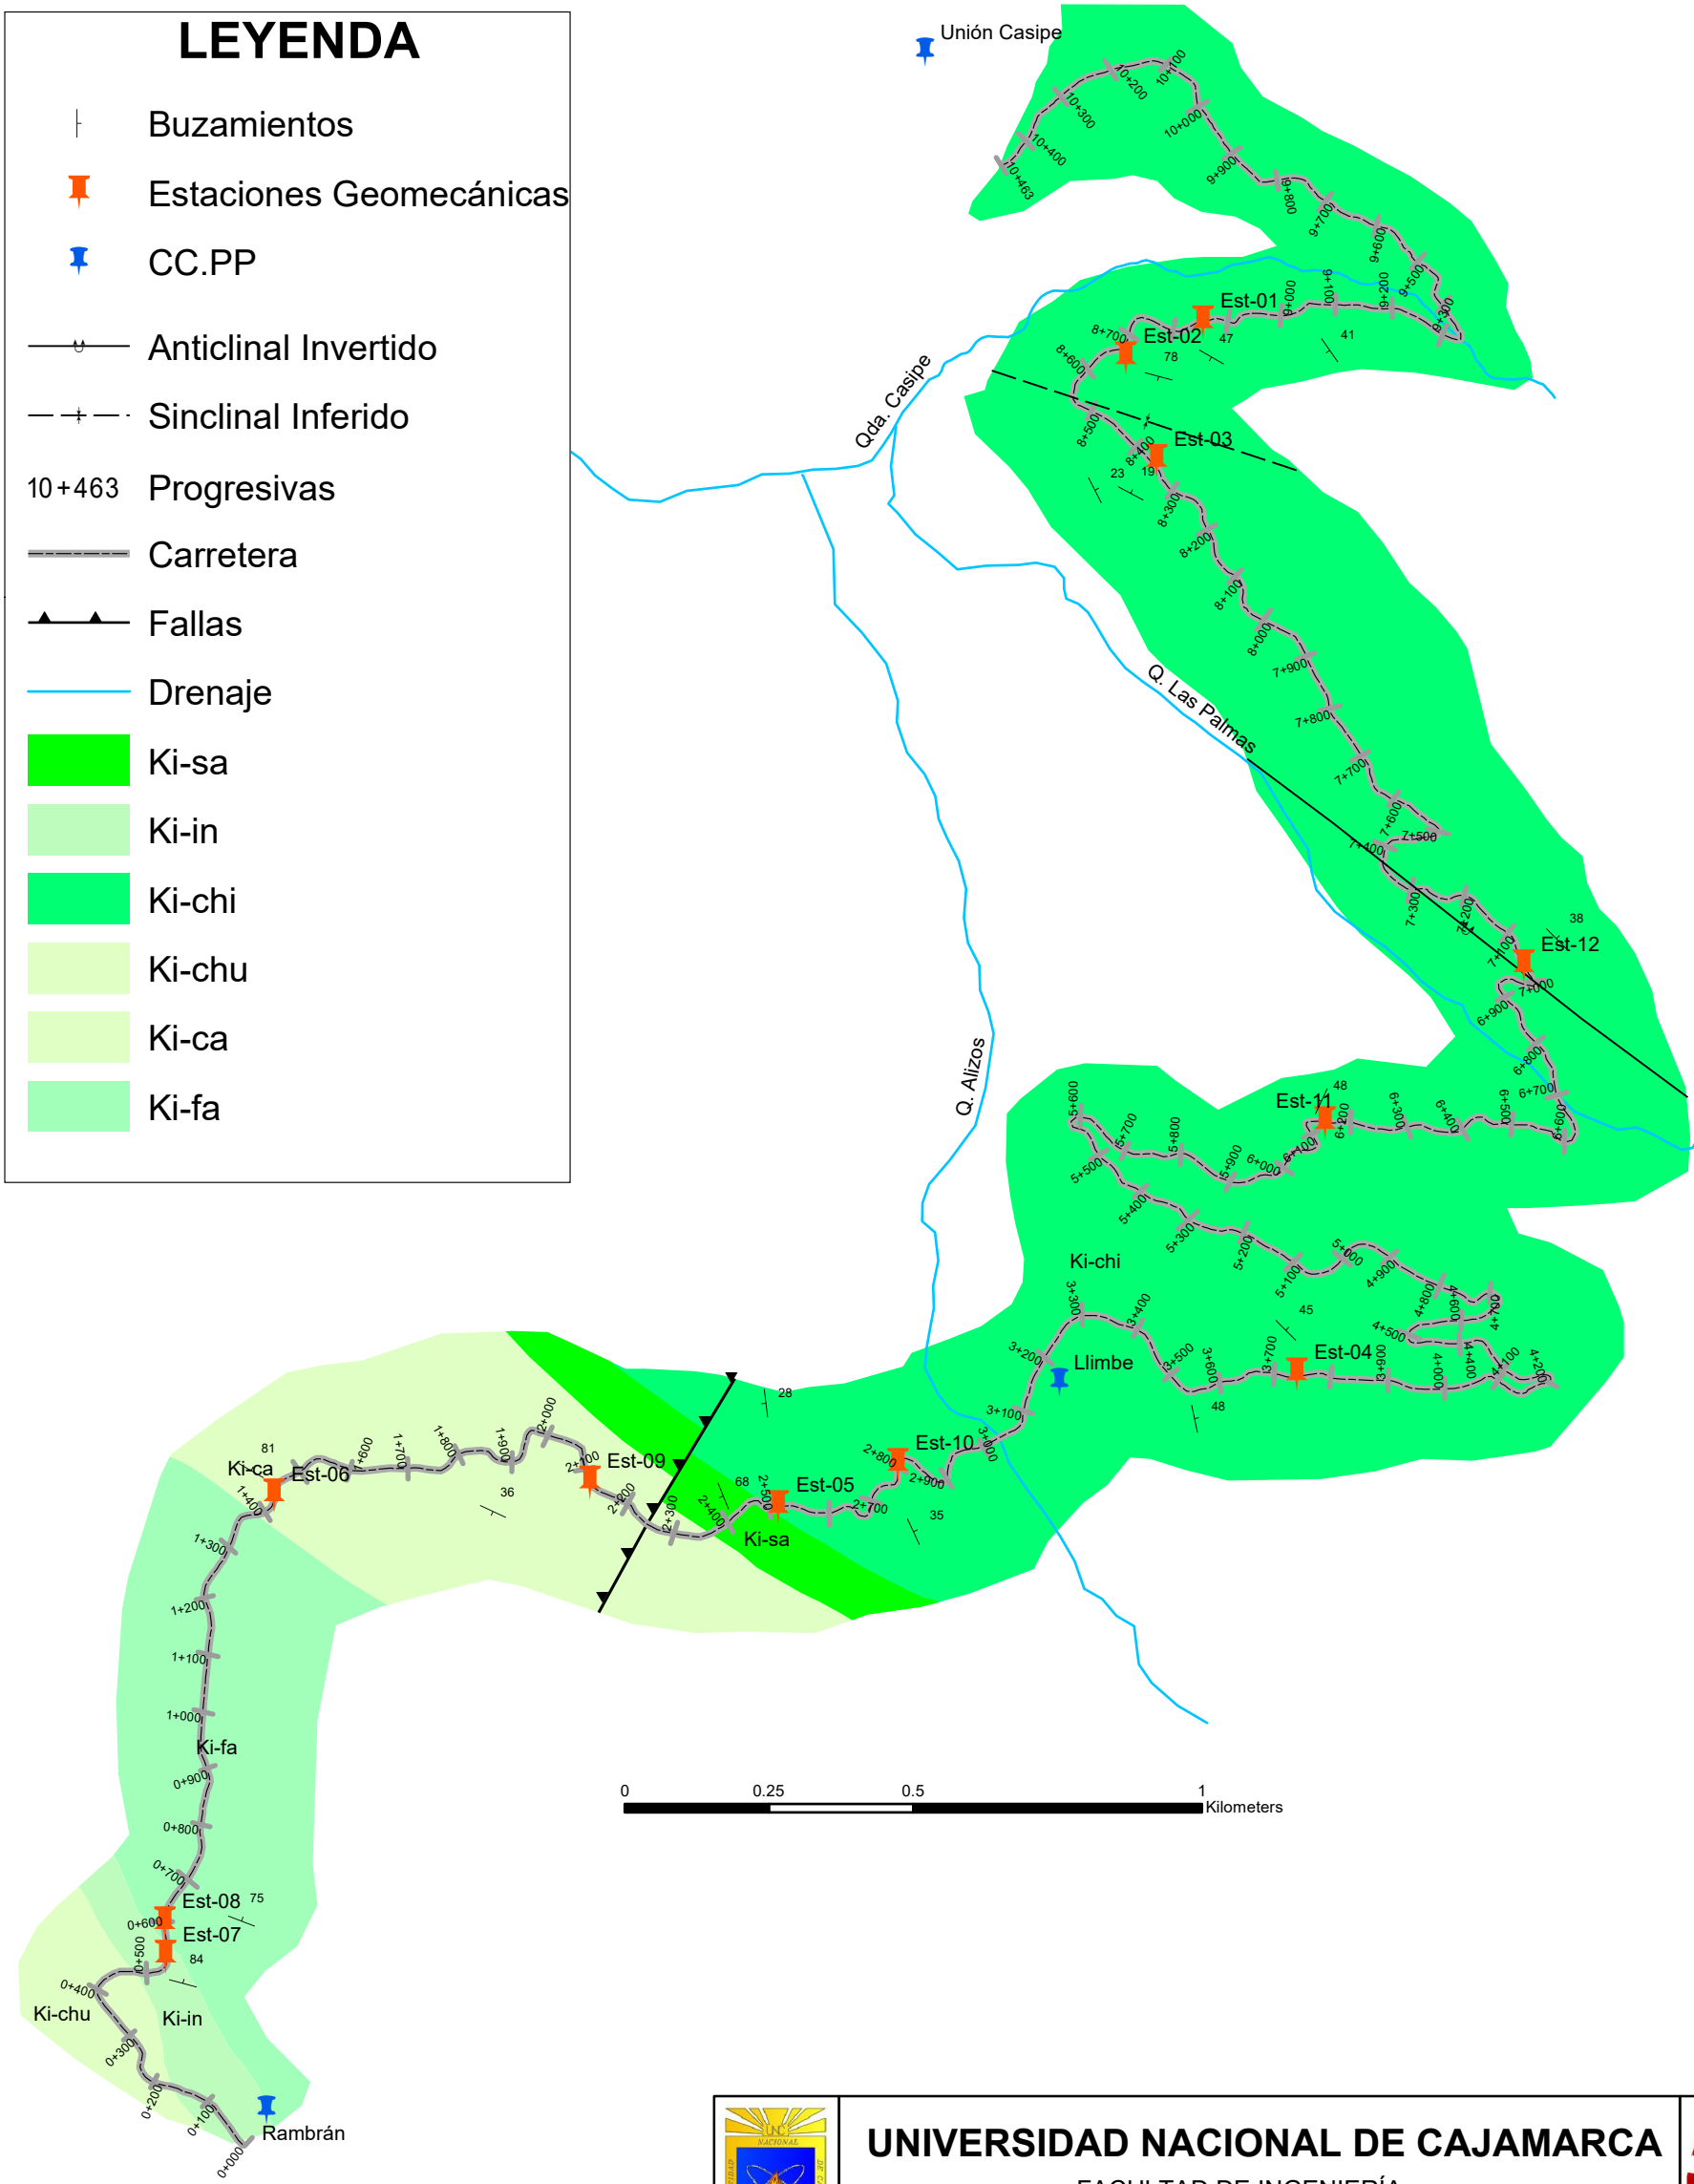 LEYENDA
Buzamientos
Estaciones Geomecánicas
CC.PP
Anticlinal Invertido
Sinclinal Inferido
10+463 Progresivas
Carretera
Fallas
Drenaje
Ki-sa
Ki-in
Ki-chi
Ki-chu
Ki-ca
Ki-fa
Unión Casipe
10+100
10+200
10+300
10+400
10+463
10+000
9+900
9+800
9+700
9+600
9+500
9+300
9+200
9+100
9+000
Est-01
47
41
8+700
Est-02
78
8+600
Qda. Casipe
8+500
8+400
Est-03
19
23
8+300
8+200
8+100
8+000
7+900
Q. Las Palmas
7+800
7+700
7+600
7+500
7+400
7+300
7+200
38
7+100
Est-12
7+000
6+900
6+800
6+700
6+600
6+500
6+400
6+300
6+200
48
Est-11
6+100
6+000
5+900
5+800
5+700
5+600
5+500
5+400
5+300
5+200
5+100
5+000
4+900
4+800
4+700
4+600
4+500
4+400
4+200
4+100
4+000
3+900
Est-04
45
3+700
3+600
48
3+500
3+400
3+300
Ki-chi
Q. Alizos
3+200
Llimbe
3+100
3+000
2+900
Est-10
2+800
35
2+700
Est-05
2+500
68
28
2+400
Ki-sa
2+300
2+200
Est-09
2+100
2+000
1+900
36
1+800
1+700
1+600
81
Ki-ca
Est-06
1+400
1+300
1+200
1+100
1+000
Ki-fa
0+900
0+800
0+700
Est-08
75
0+600
Est-07
84
0+500
0+400
Ki-chu
Ki-in
0+300
0+200
0+100
0+000
Rambrán
0
0.25
0.5
1
Kilometers
UNC
NACIONAL
UNIVERSIDAD NACIONAL DE CAJAMARCA
FACULTAD DE INGENIERÍA